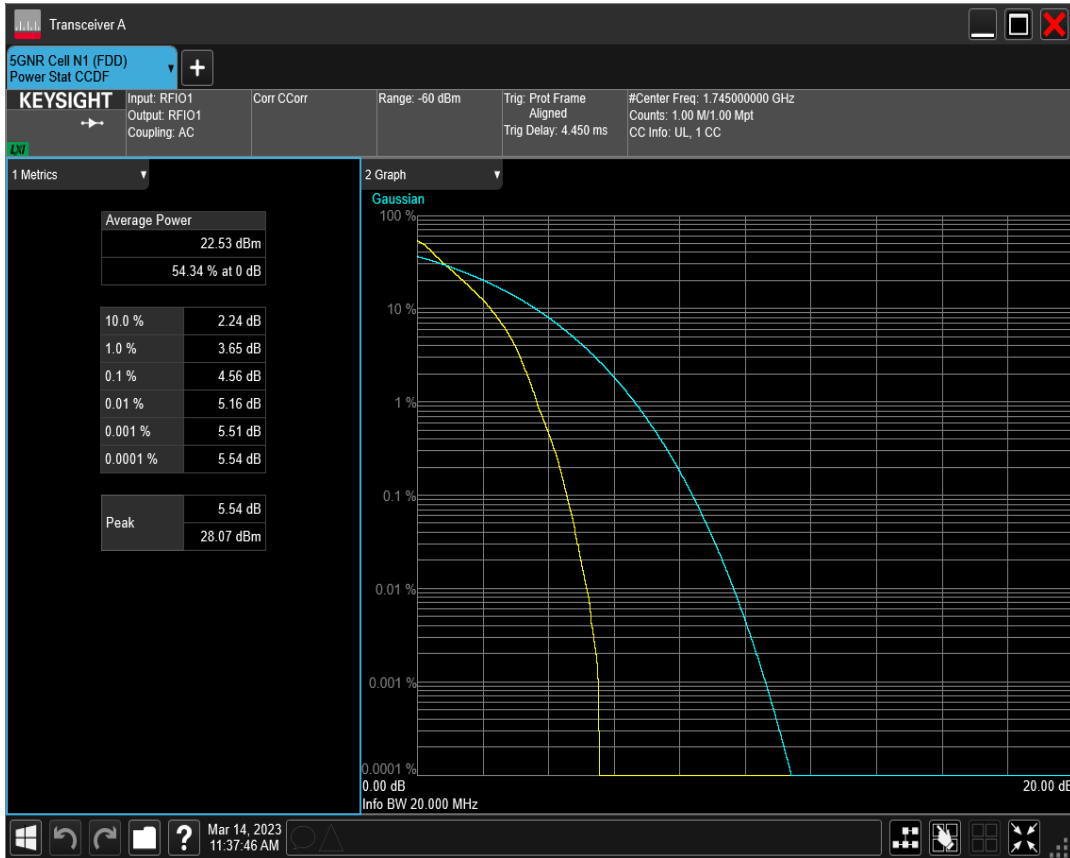 Transceiver A
5GNR Cell N1 (FDD)
Power Stat CCDF
+
KEYSIGHT
LXI
Input: RFIO1
Output: RFIO1
Coupling: AC
Corr CCorr
Range: -60 dBm
Trig: Prot Frame
Aligned
Trig Delay: 4.450 ms
#Center Freq: 1.745000000 GHz
Counts: 1.00 M/1.00 Mpt
CC Info: UL, 1 CC
1 Metrics
Average Power
22.53 dBm
54.34 % at 0 dB
10.0 % 2.24 dB
1.0 % 3.65 dB
0.1 % 4.56 dB
0.01 % 5.16 dB
0.001 % 5.51 dB
0.0001 % 5.54 dB
Peak 5.54 dB
28.07 dBm
2 Graph
Gaussian
100 %
10 %
1 %
0.1 %
0.01 %
0.001 %
0.0001 %
0.00 dB 20.00 dB
Info BW 20.000 MHz
?
Mar 14, 2023
11:37:46 AM